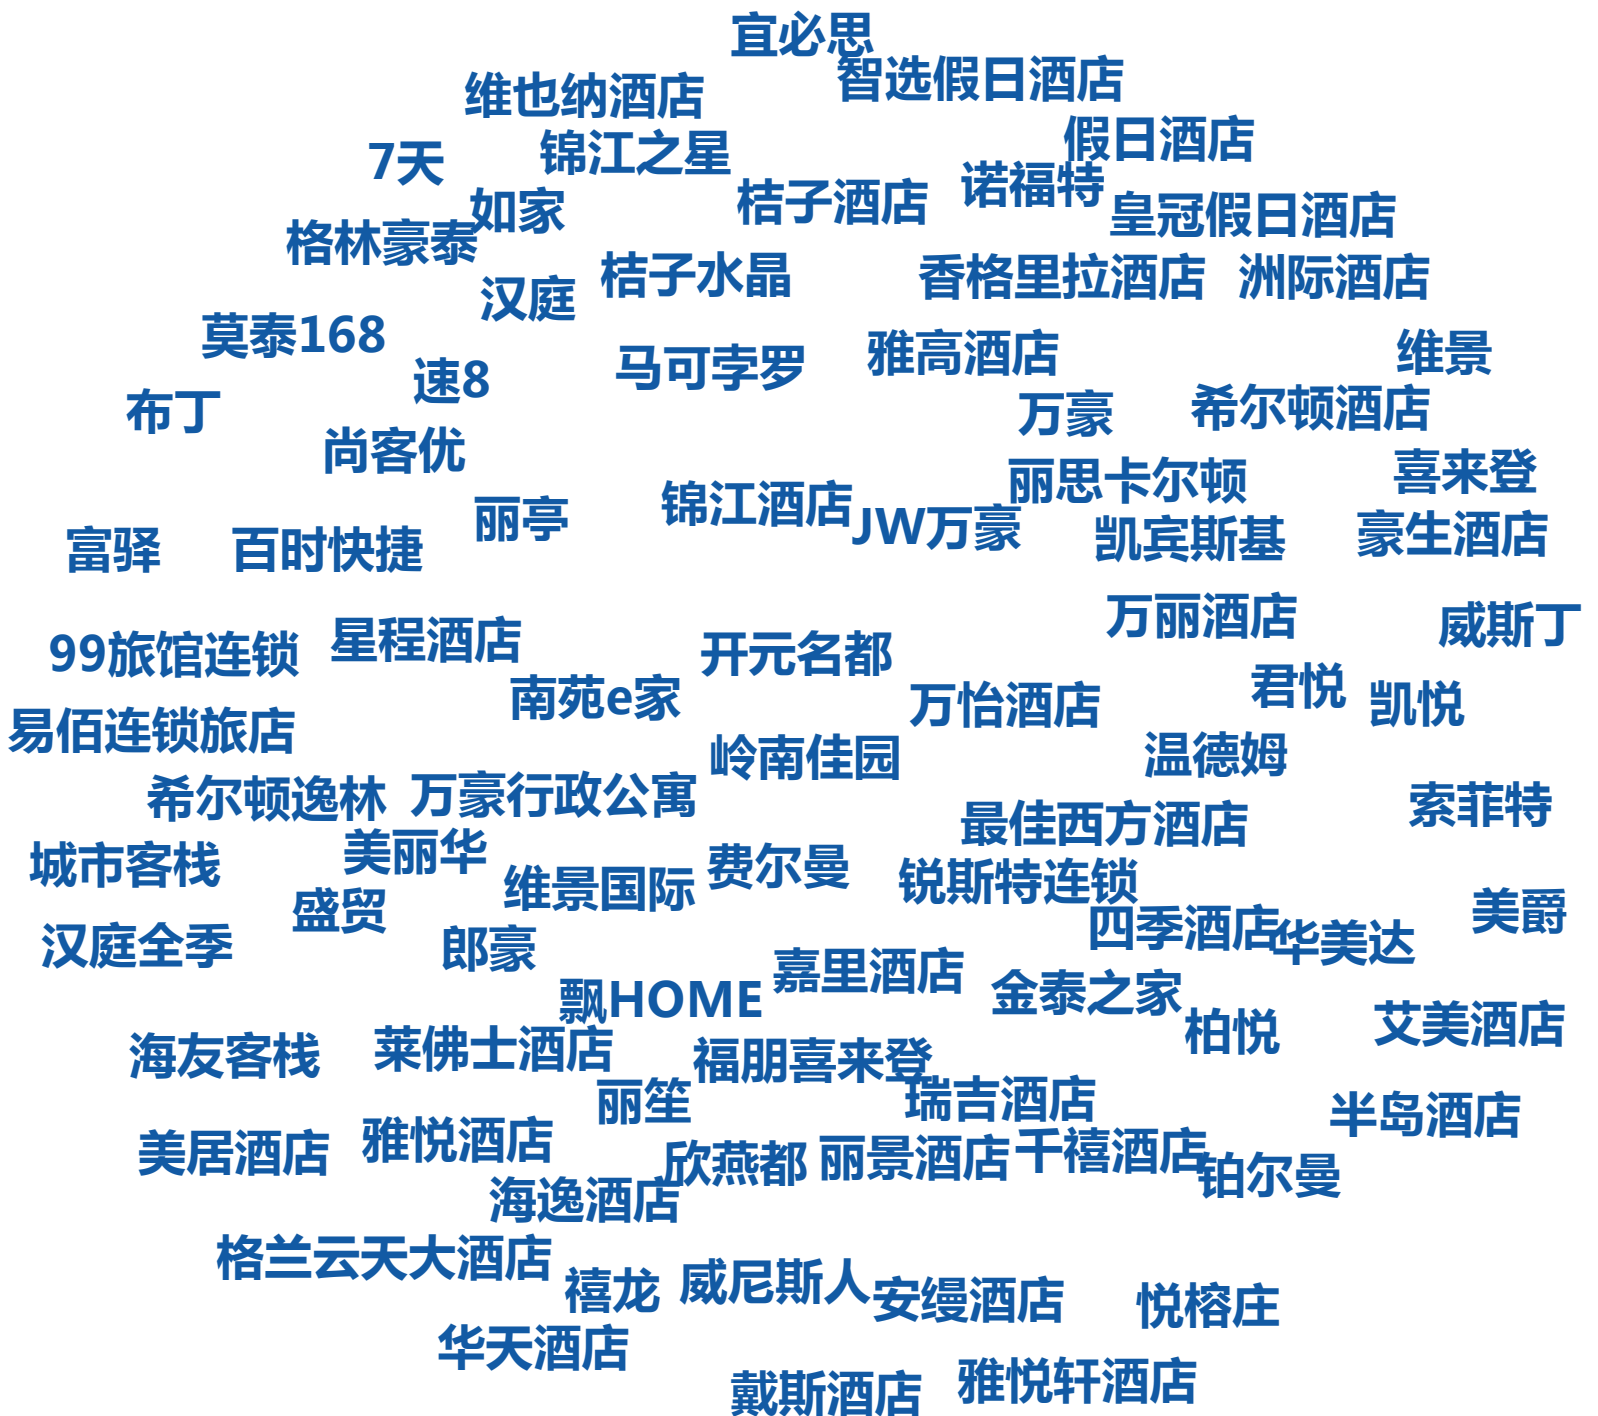 宜必思
智选假日酒店
维也纳酒店
假日酒店
锦江之星
7天
诺福特
桔子酒店
如家
皇冠假日酒店
格林豪泰
桔子水晶
香格里拉酒店
洲际酒店
汉庭
莫泰168
雅高酒店
维景
马可孛罗
速8
希尔顿酒店
布丁
万豪
尚客优
喜来登
丽思卡尔顿
锦江酒店
丽亭
JW万豪
豪生酒店
凯宾斯基
富驿
百时快捷
万丽酒店
威斯丁
星程酒店
99旅馆连锁
开元名都
君悦
南苑e家
万怡酒店
凯悦
易佰连锁旅店
温德姆
岭南佳园
万豪行政公寓
希尔顿逸林
索菲特
最佳西方酒店
美丽华
城市客栈
费尔曼
锐斯特连锁
维景国际
盛贸
美爵
四季酒店
华美达
汉庭全季
郎豪
嘉里酒店
金泰之家
飘HOME
艾美酒店
柏悦
莱佛士酒店
海友客栈
福朋喜来登
瑞吉酒店
丽笙
半岛酒店
雅悦酒店
美居酒店
千禧酒店
丽景酒店
欣燕都
铂尔曼
海逸酒店
格兰云天大酒店
威尼斯人
禧龙
安缦酒店
悦榕庄
华天酒店
雅悦轩酒店
戴斯酒店